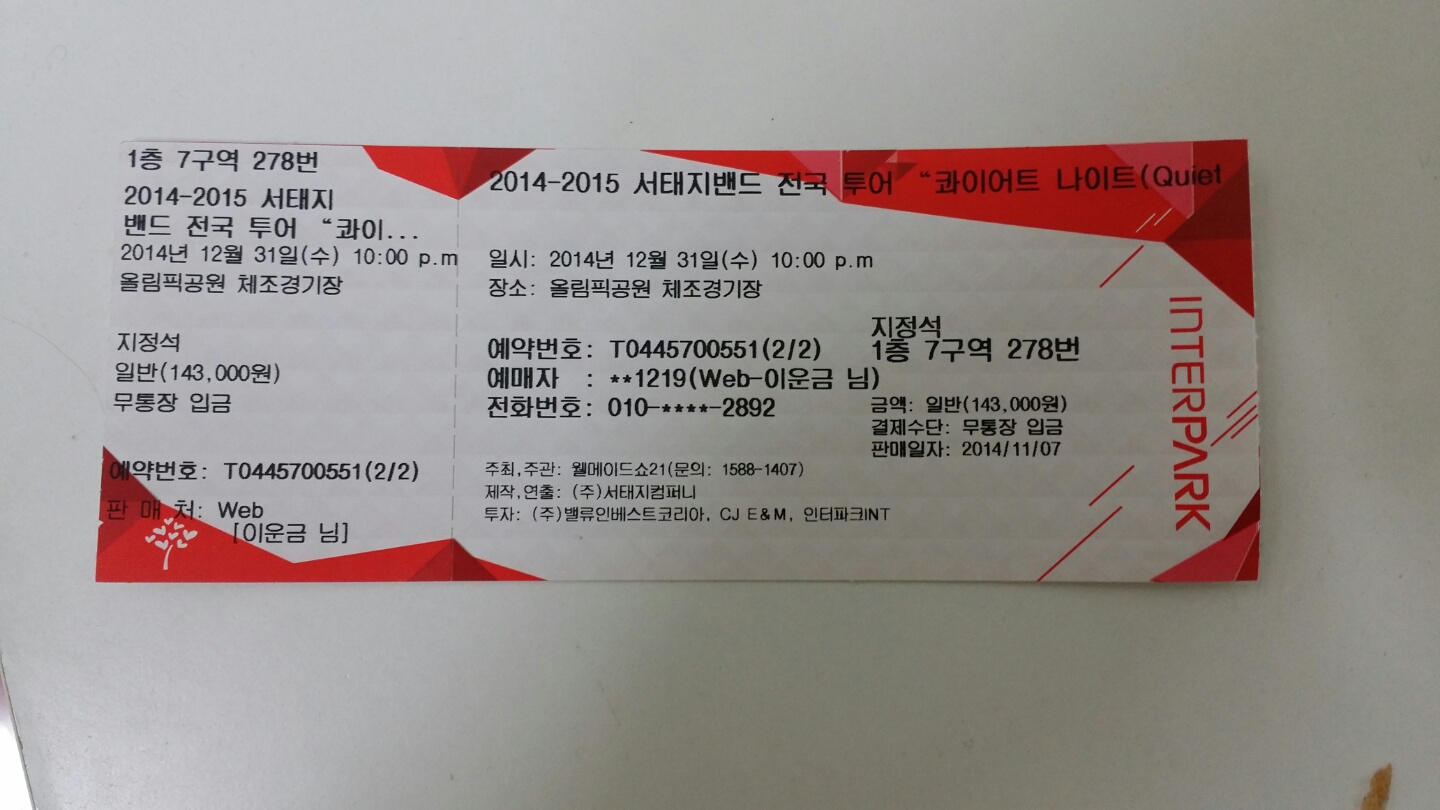 1층 7구역 278번
2014-2015 서태지
밴드 전국 투어 “콰이...
2014년 12월 31일(수) 10:00 p.m
올림픽공원 체조경기장
지정석
일반(143,000원)
무통장 입금
예약번호: T0445700551(2/2)
판 매 처: Web
[이운금 님]
2014-2015 서태지밴드 전국 투어 “콰이어트 나이트(Quiet
일시: 2014년 12월 31일(수) 10:00 p.m
장소: 올림픽공원 체조경기장
예약번호: T0445700551(2/2)
예매자 : **1219(Web-이운금 님)
전화번호: 010-****-2892
지정석
1층 7구역 278번
금액: 일반(143,000원)
결제수단: 무통장 입금
판매일자: 2014/11/07
주최,주관: 웰메이드쇼21(문의: 1588-1407)
제작,연출: (주)서태지컴퍼니
투자: (주)밸류인베스트코리아, CJ E&M, 인터파크INT
INTERPARK